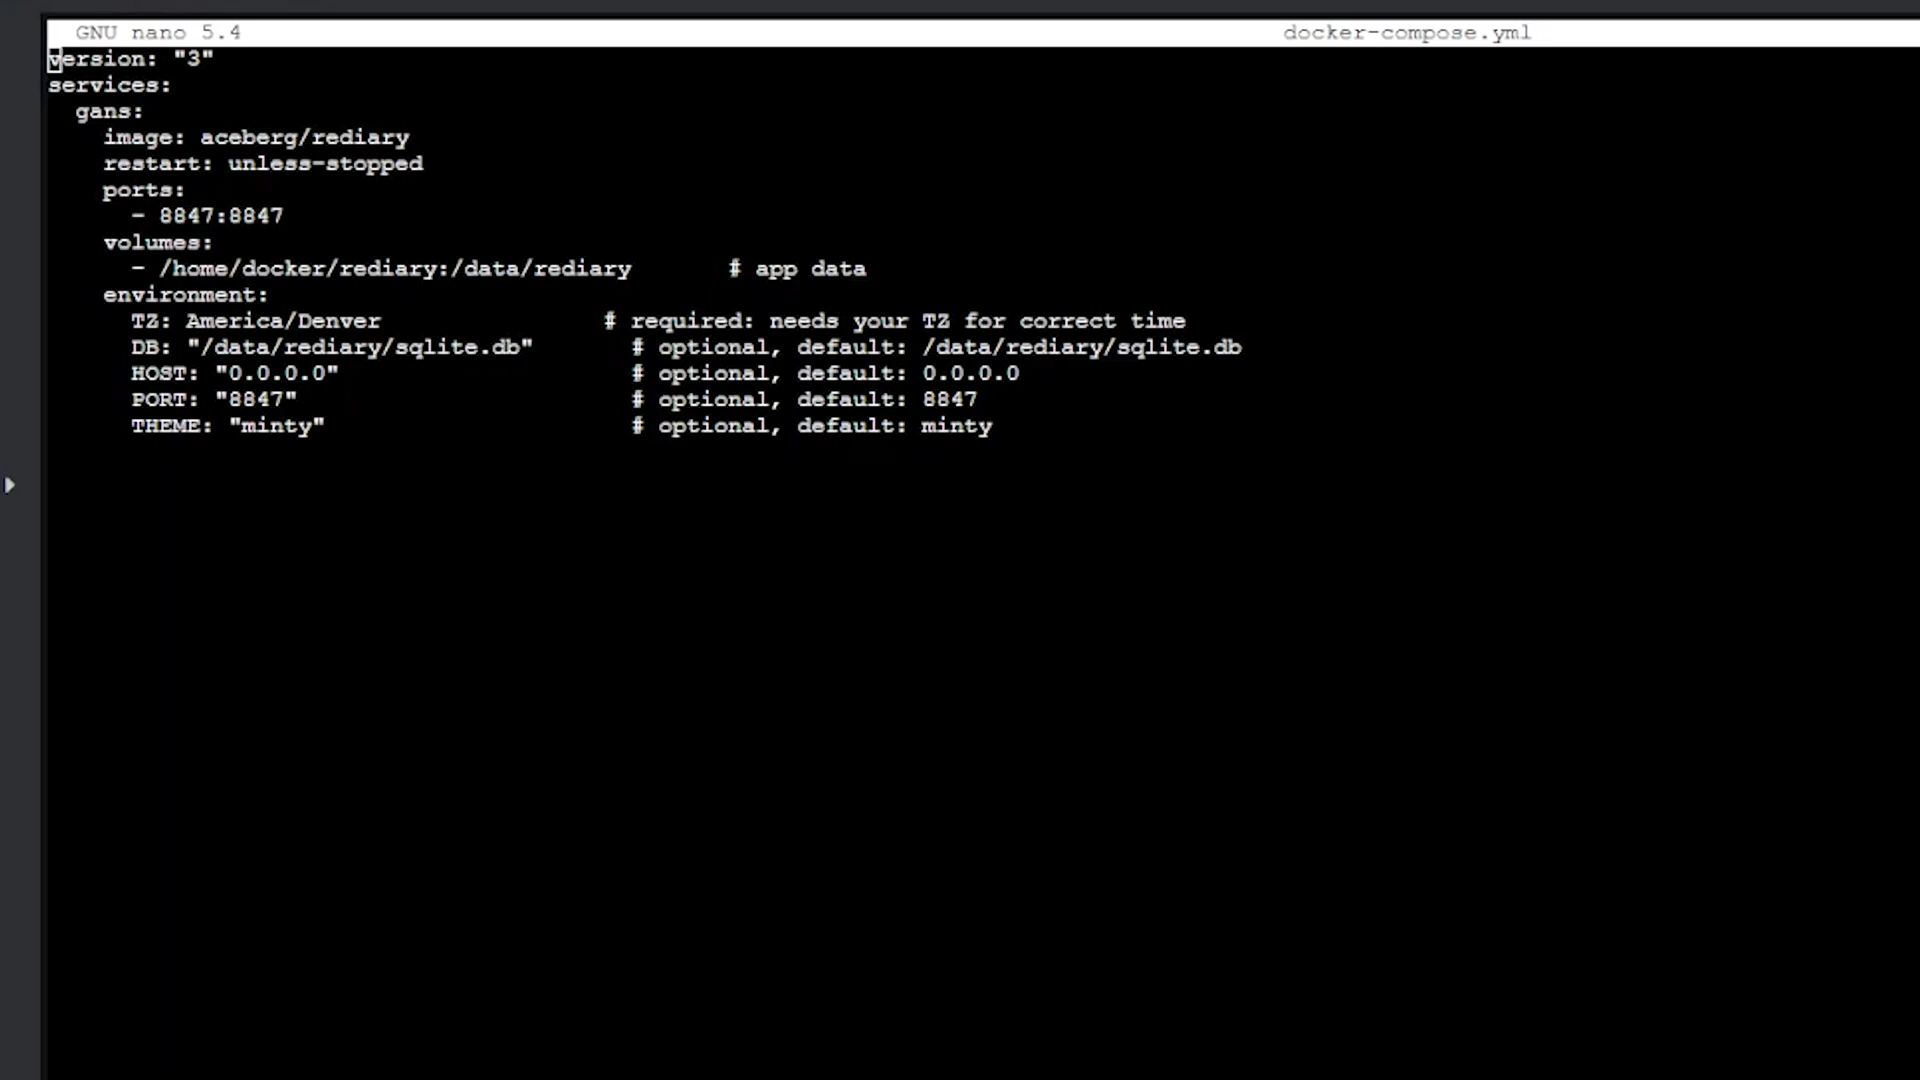 GNU nano 5.4 docker-compose.yml
version: "3"
services:
  gans:
    image: aceberg/rediary
    restart: unless-stopped
    ports:
      - 8847:8847
    volumes:
      - /home/docker/rediary:/data/rediary       # app data
    environment:
      TZ: America/Denver                # required: needs your TZ for correct time
      DB: "/data/rediary/sqlite.db"       # optional, default: /data/rediary/sqlite.db
      HOST: "0.0.0.0"                     # optional, default: 0.0.0.0
      PORT: "8847"                        # optional, default: 8847
      THEME: "minty"                      # optional, default: minty